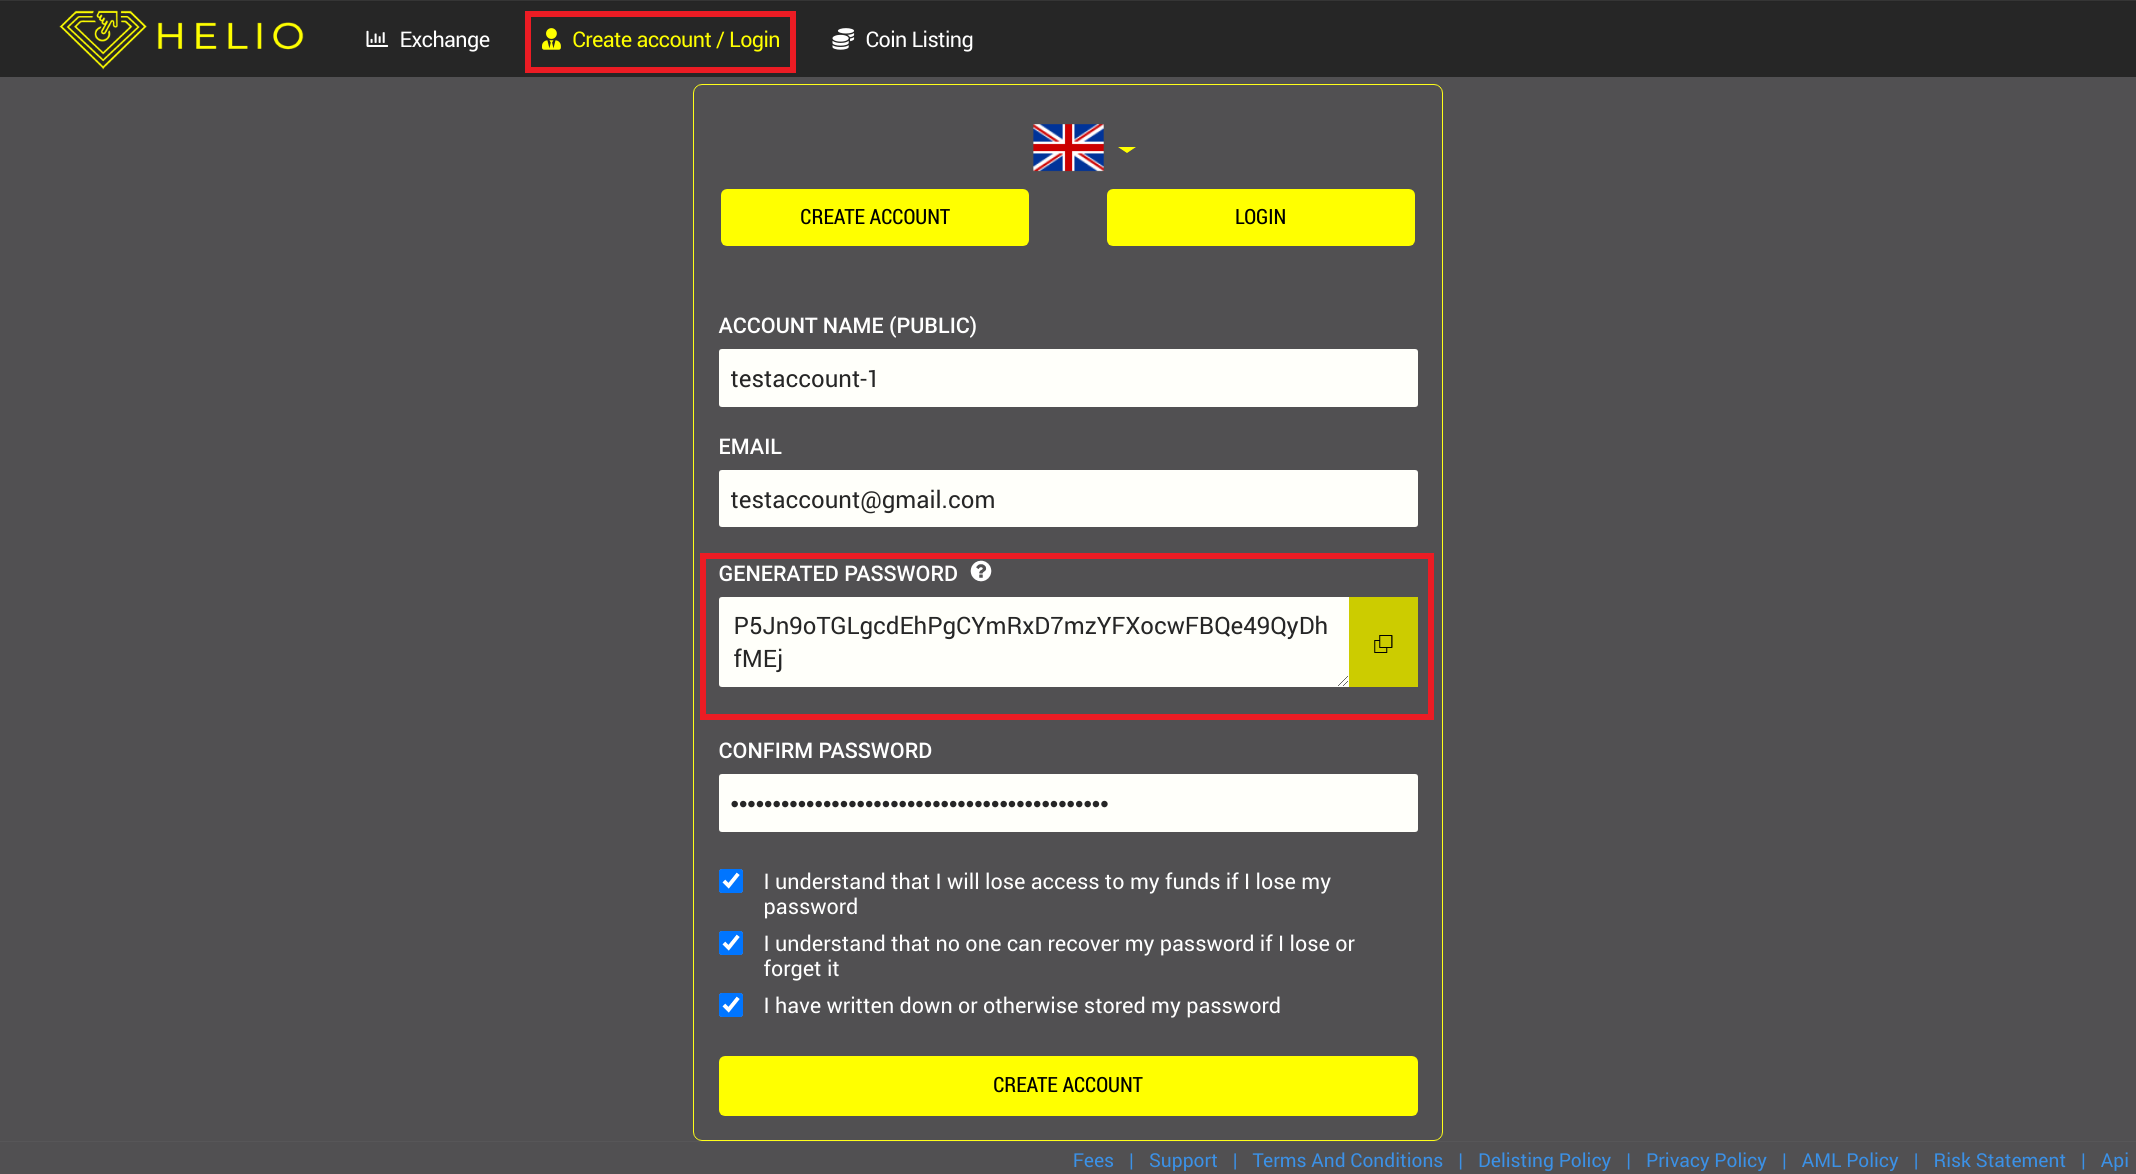 HELIO
Exchange
Create account / Login
Coin Listing
CREATE ACCOUNT
LOGIN
ACCOUNT NAME (PUBLIC)
testaccount-1
EMAIL
testaccount@gmail.com
GENERATED PASSWORD ?
P5Jn9oTGLgcdEhPgCYmRxD7mzYFXocwFBQe49QyDh
fMEj
CONFIRM PASSWORD
•••••••••••••••••••••••••••••••••••••••••••••
I understand that I will lose access to my funds if I lose my
password
I understand that no one can recover my password if I lose or
forget it
I have written down or otherwise stored my password
CREATE ACCOUNT
Fees | Support | Terms And Conditions | Delisting Policy | Privacy Policy | AML Policy | Risk Statement | Api